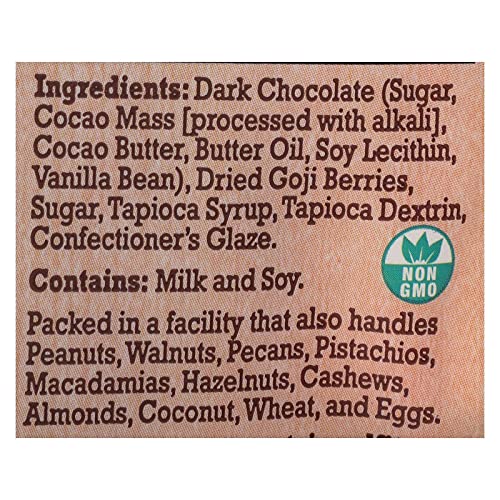 Ingredients: Dark Chocolate (Sugar,
Cocao Mass [processed with alkali],
Cocao Butter, Butter Oil, Soy Lecithin,
Vanilla Bean), Dried Goji Berries,
Sugar, Tapioca Syrup, Tapioca Dextrin,
Confectioner's Glaze.
NON
GMO
Contains: Milk and Soy.
Packed in a facility that also handles
Peanuts, Walnuts, Pecans, Pistachios,
Macadamias, Hazelnuts, Cashews,
Almonds, Coconut, Wheat, and Eggs.